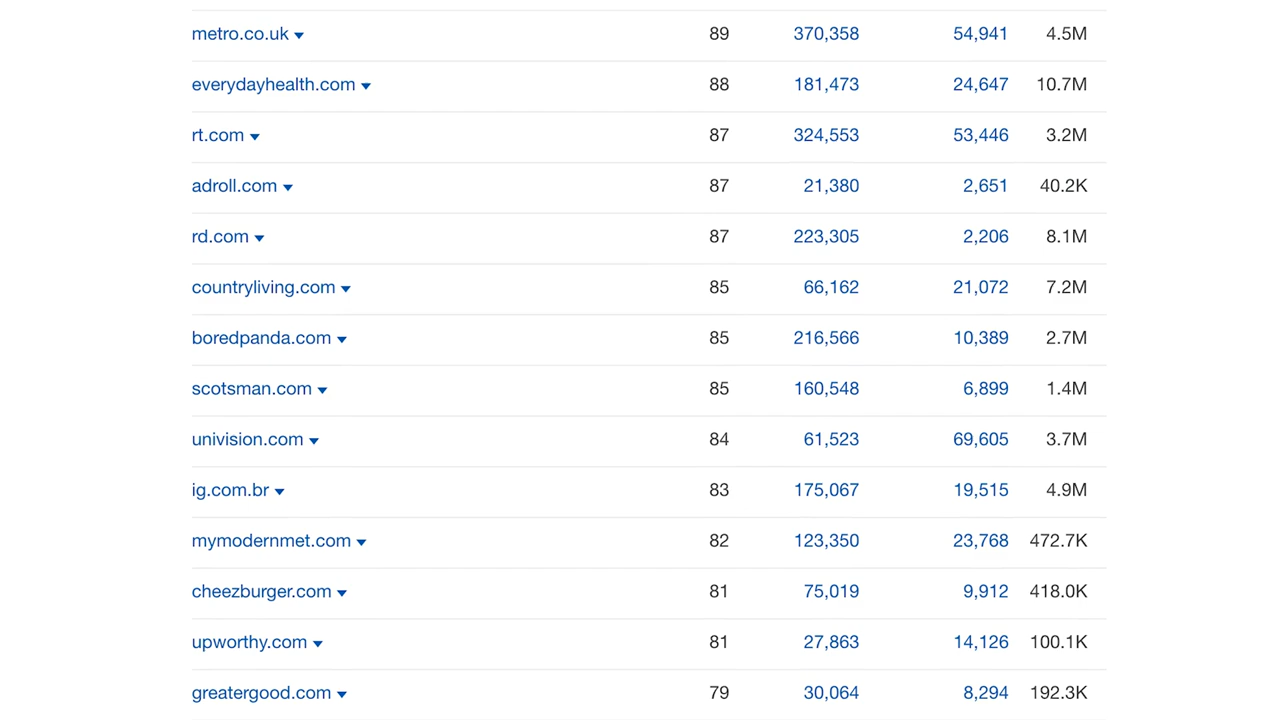 metro.co.uk 89 370,358 54,941 4.5M
everydayhealth.com 88 181,473 24,647 10.7M
rt.com 87 324,553 53,446 3.2M
adroll.com 87 21,380 2,651 40.2K
rd.com 87 223,305 2,206 8.1M
countryliving.com 85 66,162 21,072 7.2M
boredpanda.com 85 216,566 10,389 2.7M
scotsman.com 85 160,548 6,899 1.4M
univision.com 84 61,523 69,605 3.7M
ig.com.br 83 175,067 19,515 4.9M
mymodernmet.com 82 123,350 23,768 472.7K
cheezburger.com 81 75,019 9,912 418.0K
upworthy.com 81 27,863 14,126 100.1K
greatergood.com 79 30,064 8,294 192.3K